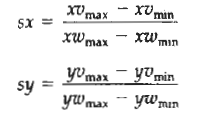 sx = (xv_max − xv_min) / (xw_max − xw_min)
sy = (yv_max − yv_min) / (yw_max − yw_min)